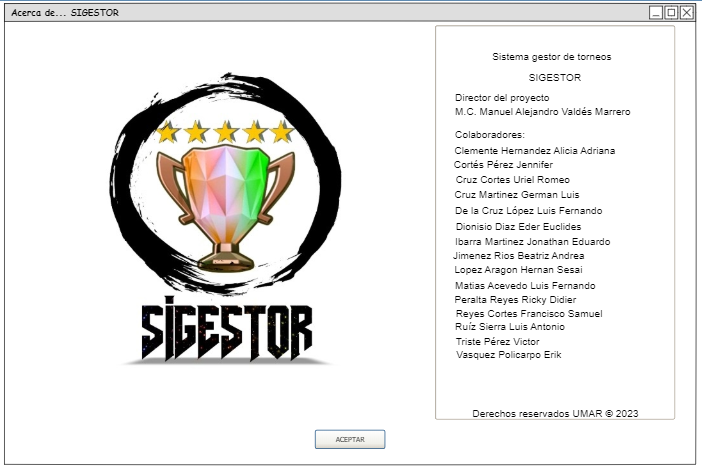 Acerca de... SIGESTOR
SIGESTOR
Sistema gestor de torneos
SIGESTOR
Director del proyecto
M.C. Manuel Alejandro Valdés Marrero
Colaboradores:
Clemente Hernandez Alicia Adriana
Cortés Pérez Jennifer
Cruz Cortes Uriel Romeo
Cruz Martinez German Luis
De la Cruz López Luis Fernando
Dionisio Diaz Eder Euclides
Ibarra Martinez Jonathan Eduardo
Jimenez Rios Beatriz Andrea
Lopez Aragon Hernan Sesai
Matias Acevedo Luis Fernando
Peralta Reyes Ricky Didier
Reyes Cortes Francisco Samuel
Ruíz Sierra Luis Antonio
Triste Pérez Victor
Vasquez Policarpo Erik
Derechos reservados UMAR © 2023
ACEPTAR